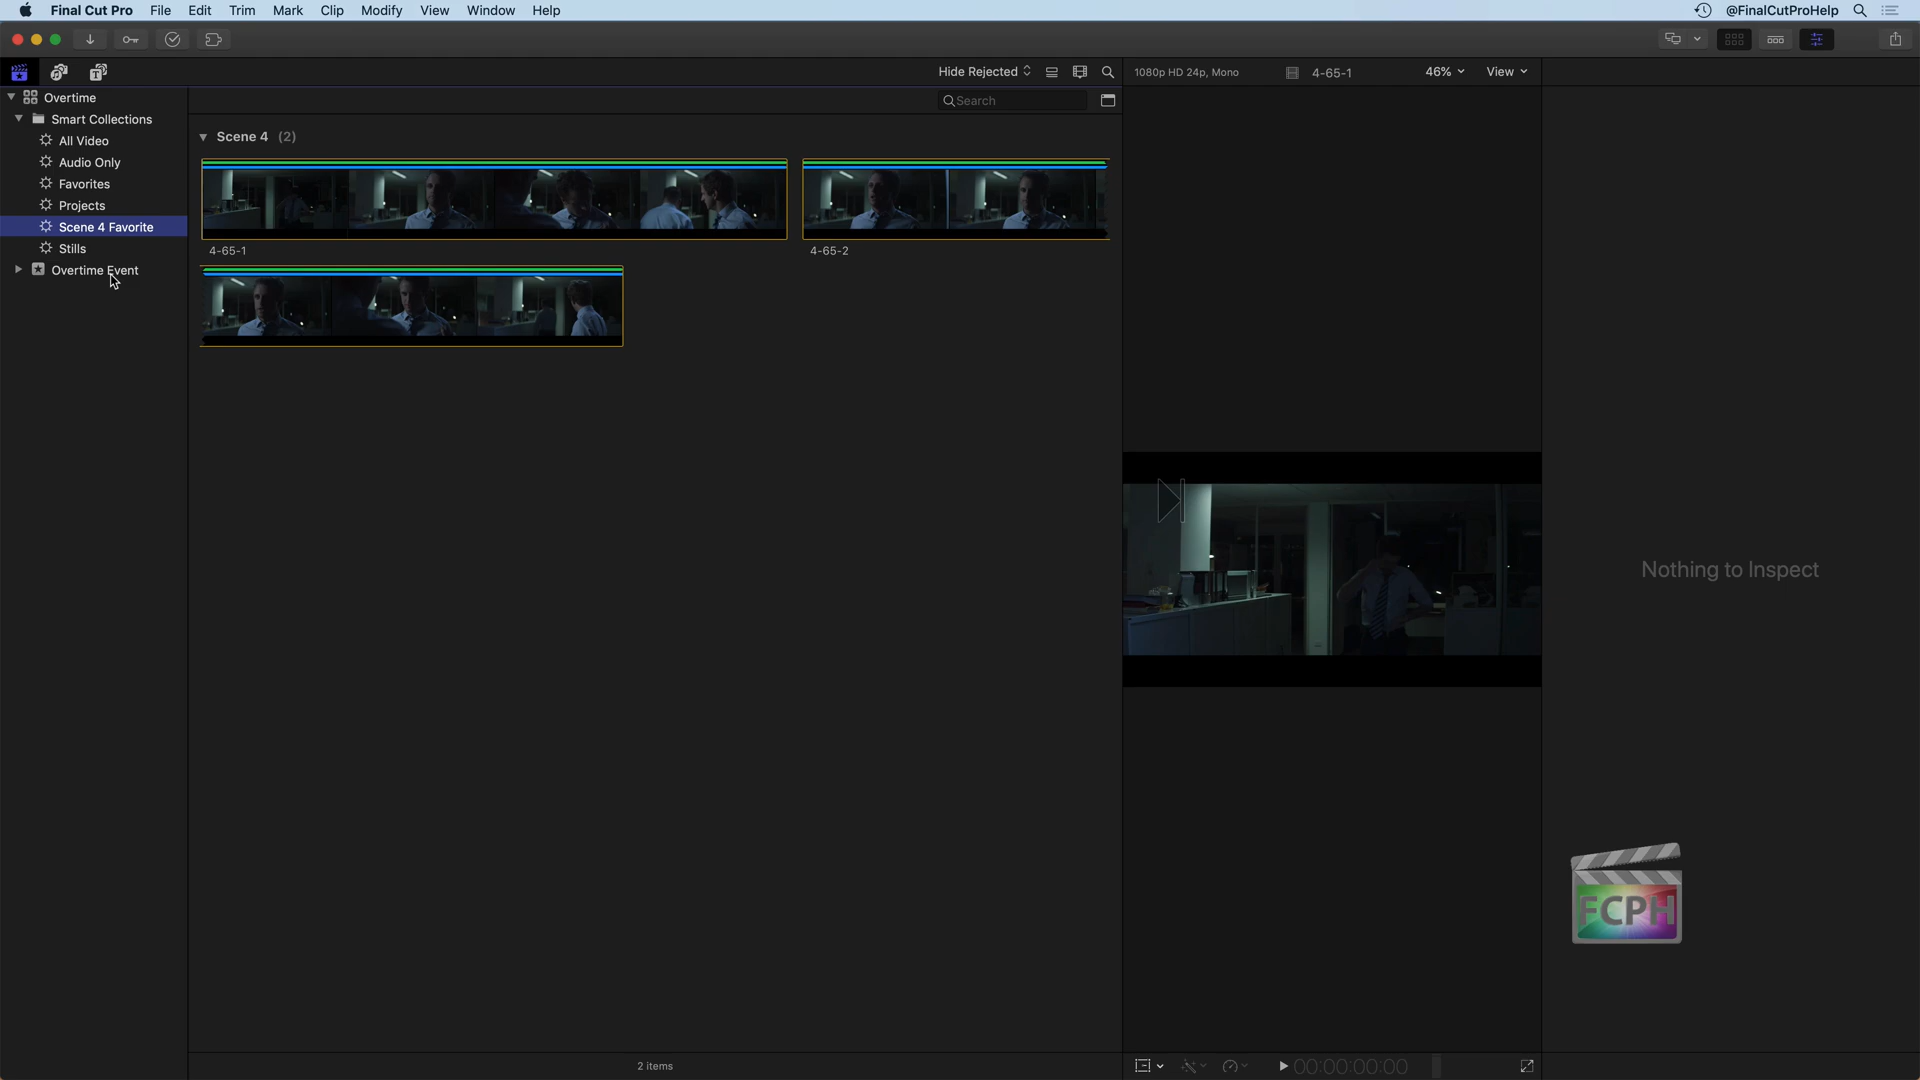 Final Cut Pro File Edit Trim Mark Clip Modify View Window Help @FinalCutProHelp
Hide Rejected 1080p HD 24p, Mono 4-65-1 46% View
Overtime
Smart Collections
All Video
Audio Only
Favorites
Projects
Scene 4 Favorite
Stills
Overtime Event
Search
Scene 4 (2)
4-65-1 4-65-2
Nothing to Inspect
FCPH
2 items
00:00:00:00